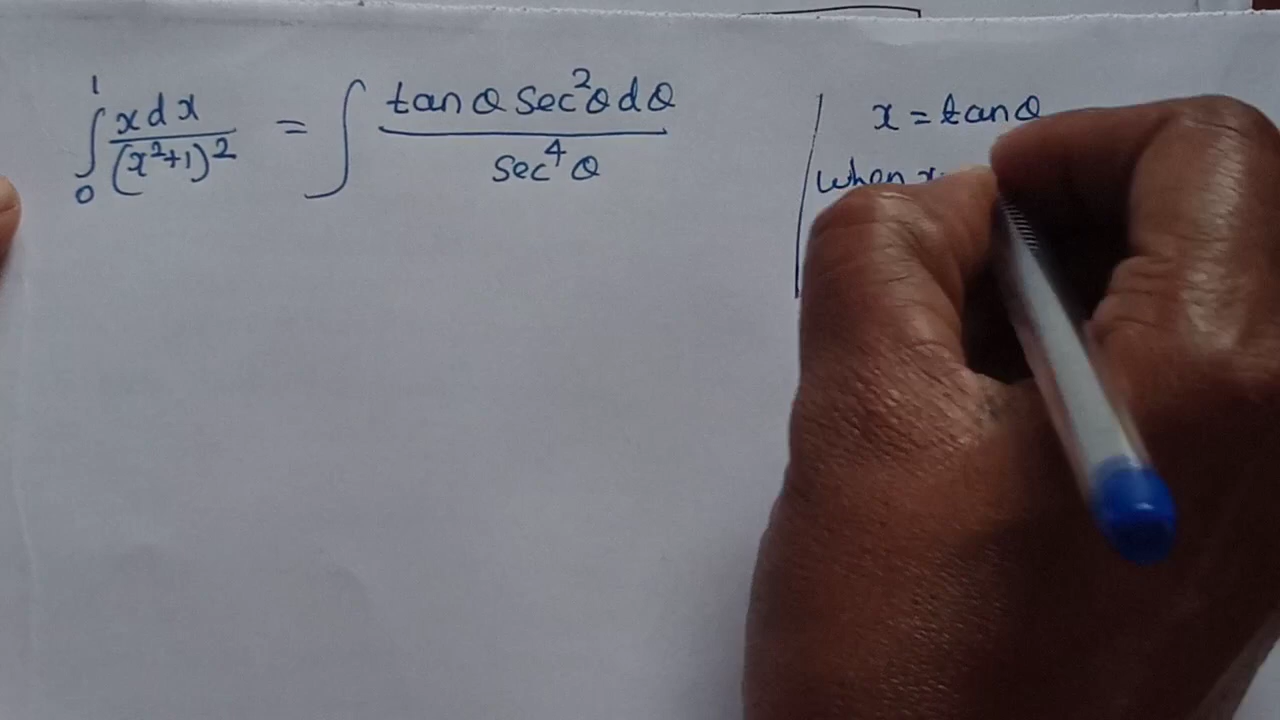 ∫₀¹ x dx / (x²+1)² = ∫ tanθ sec²θ dθ / sec⁴θ
x = tanθ
when x